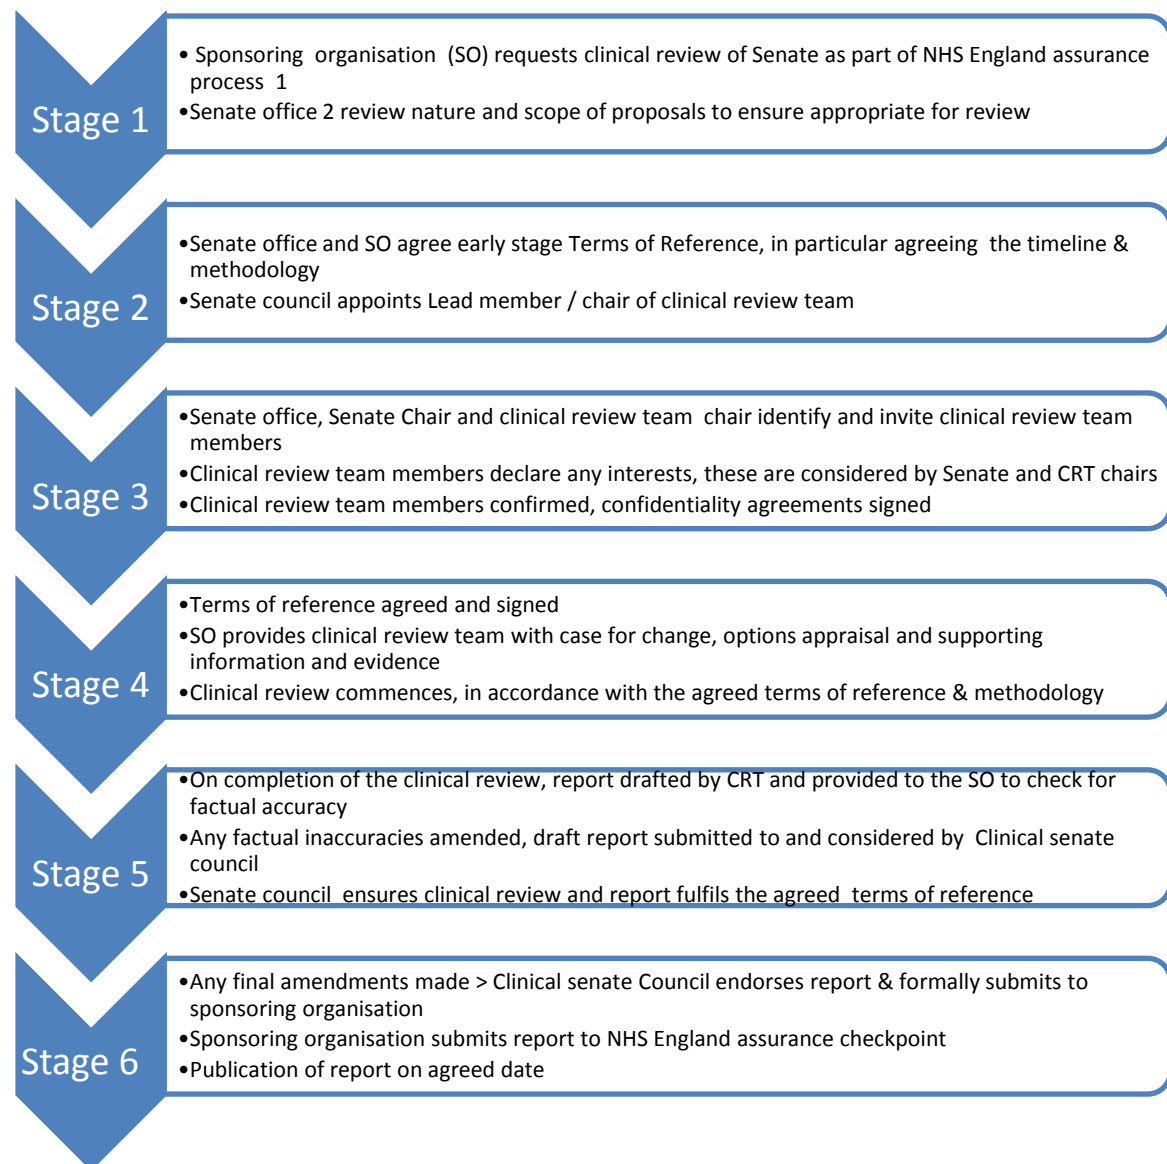 Stage 1
• Sponsoring organisation (SO) requests clinical review of Senate as part of NHS England assurance
process 1
•Senate office 2 review nature and scope of proposals to ensure appropriate for review
Stage 2
•Senate office and SO agree early stage Terms of Reference, in particular agreeing the timeline &
methodology
•Senate council appoints Lead member / chair of clinical review team
Stage 3
•Senate office, Senate Chair and clinical review team chair identify and invite clinical review team
members
•Clinical review team members declare any interests, these are considered by Senate and CRT chairs
•Clinical review team members confirmed, confidentiality agreements signed
Stage 4
•Terms of reference agreed and signed
•SO provides clinical review team with case for change, options appraisal and supporting
information and evidence
•Clinical review commences, in accordance with the agreed terms of reference & methodology
Stage 5
•On completion of the clinical review, report drafted by CRT and provided to the SO to check for
factual accuracy
•Any factual inaccuracies amended, draft report submitted to and considered by Clinical senate
council
•Senate council ensures clinical review and report fulfils the agreed terms of reference
Stage 6
•Any final amendments made > Clinical senate Council endorses report & formally submits to
sponsoring organisation
•Sponsoring organisation submits report to NHS England assurance checkpoint
•Publication of report on agreed date